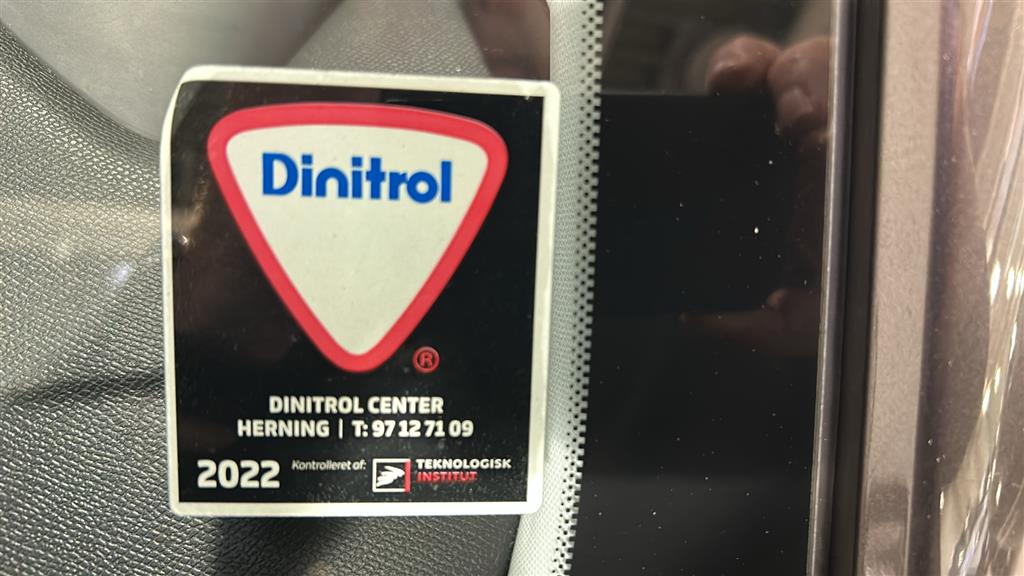 Dinitrol
®
DINITROL CENTER
HERNING | T: 97 12 71 09
2022 Kontrolleret af: TEKNOLOGISK
INSTITUT